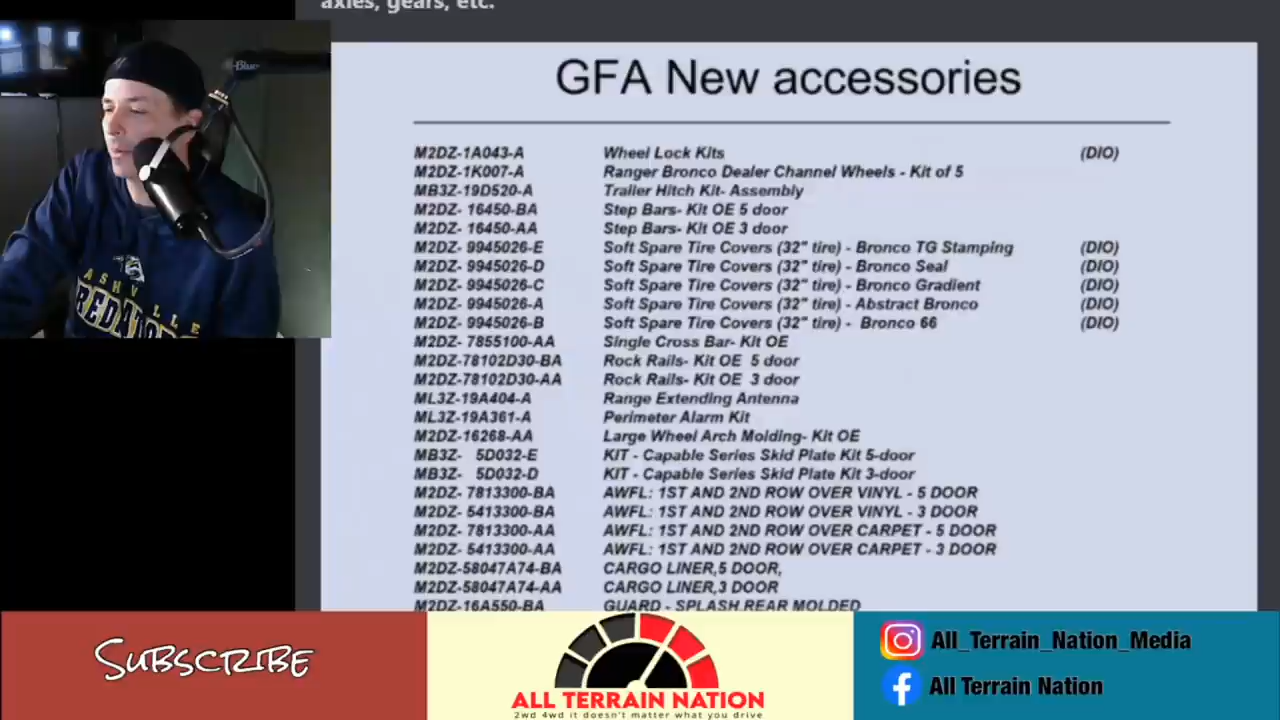 axles, gears, etc.
GFA New accessories
M2DZ-1A043-A Wheel Lock Kits (DIO)
M2DZ-1K007-A Ranger Bronco Dealer Channel Wheels - Kit of 5
MB3Z-19D520-A Trailer Hitch Kit- Assembly
M2DZ- 16450-BA Step Bars- Kit OE 5 door
M2DZ- 16450-AA Step Bars- Kit OE 3 door
M2DZ- 9945026-E Soft Spare Tire Covers (32" tire) - Bronco TG Stamping (DIO)
M2DZ- 9945026-D Soft Spare Tire Covers (32" tire) - Bronco Seal (DIO)
M2DZ- 9945026-C Soft Spare Tire Covers (32" tire) - Bronco Gradient (DIO)
M2DZ- 9945026-A Soft Spare Tire Covers (32" tire) - Abstract Bronco (DIO)
M2DZ- 9945026-B Soft Spare Tire Covers (32" tire) - Bronco 66 (DIO)
M2DZ- 7855100-AA Single Cross Bar- Kit OE
M2DZ-78102D30-BA Rock Rails- Kit OE 5 door
M2DZ-78102D30-AA Rock Rails- Kit OE 3 door
ML3Z-19A404-A Range Extending Antenna
ML3Z-19A361-A Perimeter Alarm Kit
M2DZ-16268-AA Large Wheel Arch Molding- Kit OE
MB3Z- 5D032-E KIT - Capable Series Skid Plate Kit 5-door
MB3Z- 5D032-D KIT - Capable Series Skid Plate Kit 3-door
M2DZ- 7813300-BA AWFL: 1ST AND 2ND ROW OVER VINYL - 5 DOOR
M2DZ- 5413300-BA AWFL: 1ST AND 2ND ROW OVER VINYL - 3 DOOR
M2DZ- 7813300-AA AWFL: 1ST AND 2ND ROW OVER CARPET - 5 DOOR
M2DZ- 5413300-AA AWFL: 1ST AND 2ND ROW OVER CARPET - 3 DOOR
M2DZ-58047A74-BA CARGO LINER,5 DOOR,
M2DZ-58047A74-AA CARGO LINER,3 DOOR
M2DZ-16A550-BA GUARD - SPLASH REAR MOLDED
Blue
ASHVILLE
PREDATORS
SUBSCRIBE
ALL TERRAIN NATION
2wd 4wd it doesn't matter what you drive
All_Terrain_Nation_Media
All Terrain Nation